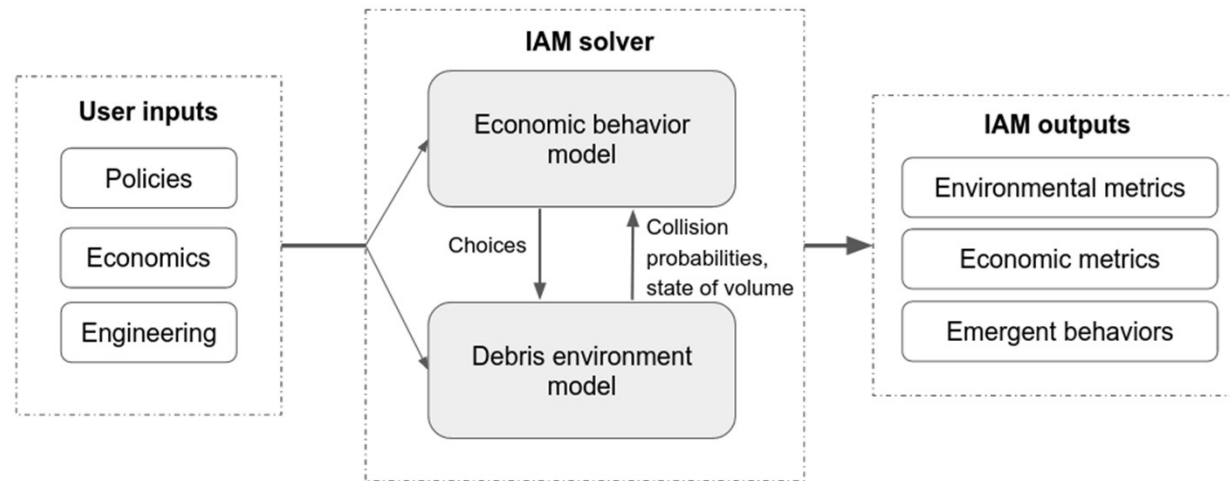 User inputs
Policies
Economics
Engineering
IAM solver
Economic behavior
model
Choices
Collision
probabilities,
state of volume
Debris environment
model
IAM outputs
Environmental metrics
Economic metrics
Emergent behaviors